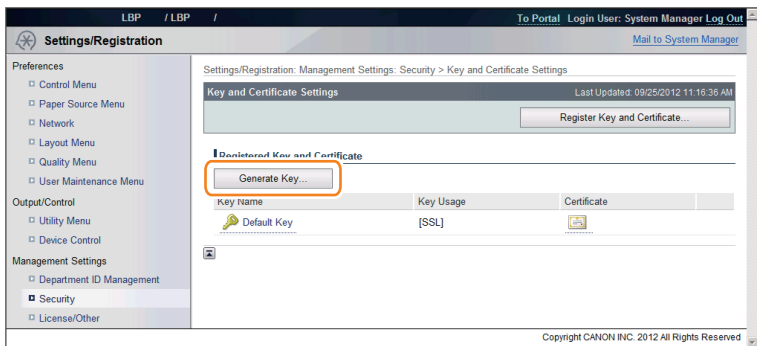 LBP / LBP /
To Portal Login User: System Manager Log Out
Settings/Registration
Mail to System Manager
Preferences
Control Menu
Paper Source Menu
Network
Layout Menu
Quality Menu
User Maintenance Menu
Output/Control
Utility Menu
Device Control
Management Settings
Department ID Management
Security
License/Other
Settings/Registration: Management Settings: Security > Key and Certificate Settings
Key and Certificate Settings
Last Updated: 09/25/2012 11:16:36 AM
Register Key and Certificate...
Registered Key and Certificate
Generate Key...
Key Name Key Usage Certificate
Default Key [SSL]
Copyright CANON INC. 2012 All Rights Reserved